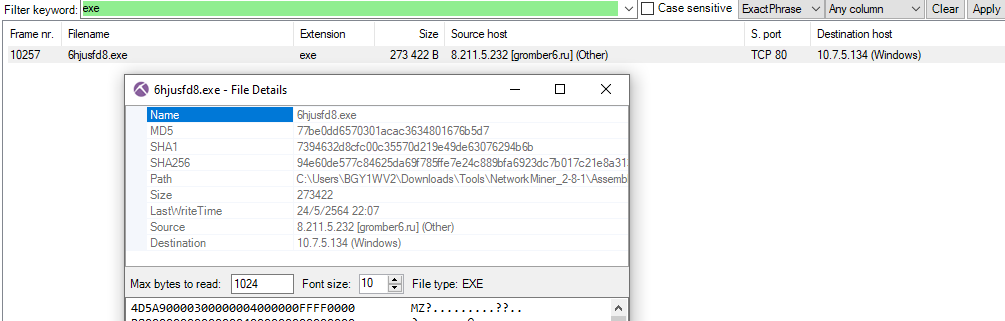 Filter keyword: exe Case sensitive ExactPhrase Any column Clear Apply
Frame nr. Filename Extension Size Source host S. port Destination host
10257 6hjusfd8.exe exe 273 422 B 8.211.5.232 [gromber6.ru] (Other) TCP 80 10.7.5.134 (Windows)
6hjusfd8.exe - File Details
Name 6hjusfd8.exe
MD5 77be0dd6570301acac3634801676b5d7
SHA1 7394632d8cfc00c35570d219e49de63076294b6b
SHA256 94e60de577c84625da69f785ffe7e24c889bfa6923dc7b017c21e8a313
Path C:\Users\BGY1WV2\Downloads\Tools\NetworkMiner_2-8-1\Assemb
Size 273422
LastWriteTime 24/5/2564 22:07
Source 8.211.5.232 [gromber6.ru] (Other)
Destination 10.7.5.134 (Windows)
Max bytes to read: 1024 Font size: 10 File type: EXE
4D5A90000300000004000000FFFF0000 MZ?.........??..